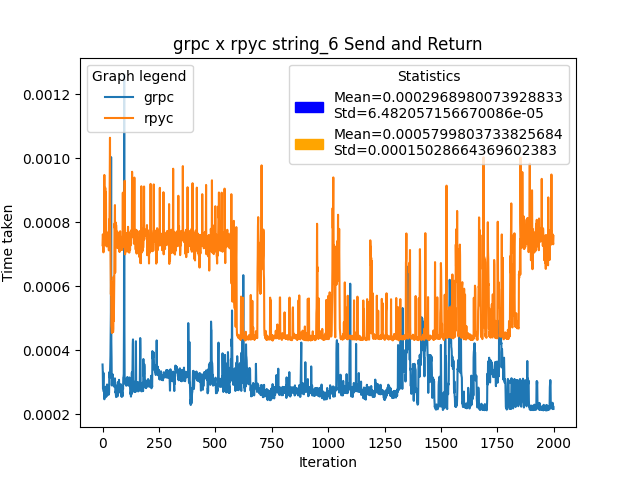 grpc x rpyc string_6 Send and Return
Graph legend
grpc
rpyc
Statistics
Mean=0.0002968980073928833
Std=6.482057156670086e-05
Mean=0.0005799803733825684
Std=0.00015028664369602383
Time taken
0.0012
0.0010
0.0008
0.0006
0.0004
0.0002
0
250
500
750
1000
1250
1500
1750
2000
Iteration